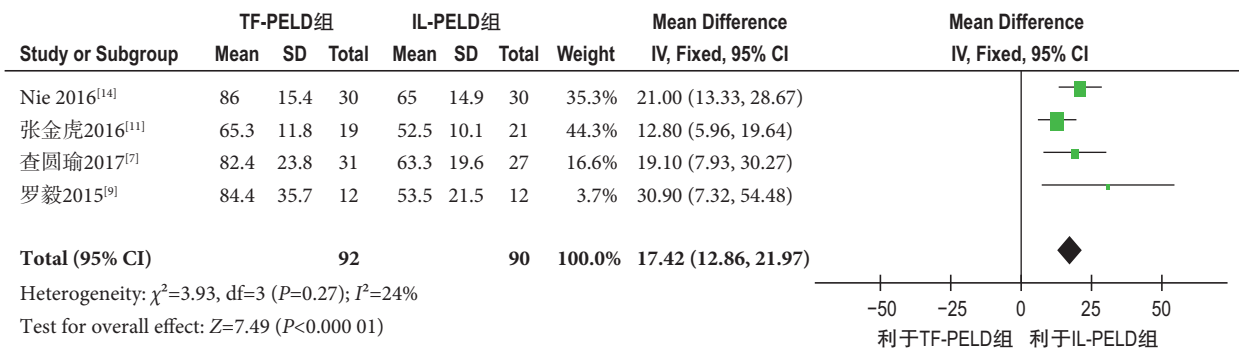 TF-PELD组 IL-PELD组 Mean Difference Mean Difference
Study or Subgroup Mean SD Total Mean SD Total Weight IV, Fixed, 95% CI IV, Fixed, 95% CI
Nie 2016[14] 86 15.4 30 65 14.9 30 35.3% 21.00 (13.33, 28.67)
张金虎2016[11] 65.3 11.8 19 52.5 10.1 21 44.3% 12.80 (5.96, 19.64)
查圆瑜2017[7] 82.4 23.8 31 63.3 19.6 27 16.6% 19.10 (7.93, 30.27)
罗毅2015[9] 84.4 35.7 12 53.5 21.5 12 3.7% 30.90 (7.32, 54.48)
Total (95% CI) 92 90 100.0% 17.42 (12.86, 21.97)
Heterogeneity: χ²=3.93, df=3 (P=0.27); I²=24%
Test for overall effect: Z=7.49 (P<0.000 01)
−50 −25 0 25 50
利于TF-PELD组 利于IL-PELD组